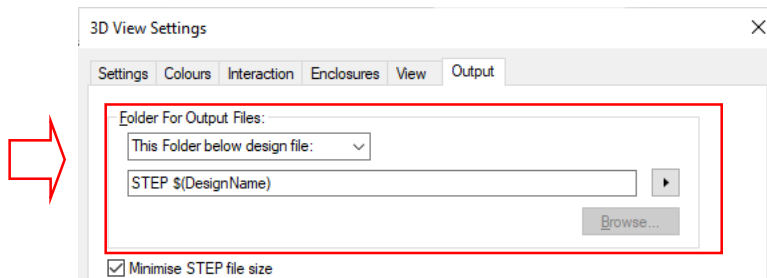 3D View Settings
Settings Colours Interaction Enclosures View Output
Folder For Output Files:
This Folder below design file:
STEP $(DesignName)
Browse...
Minimise STEP file size